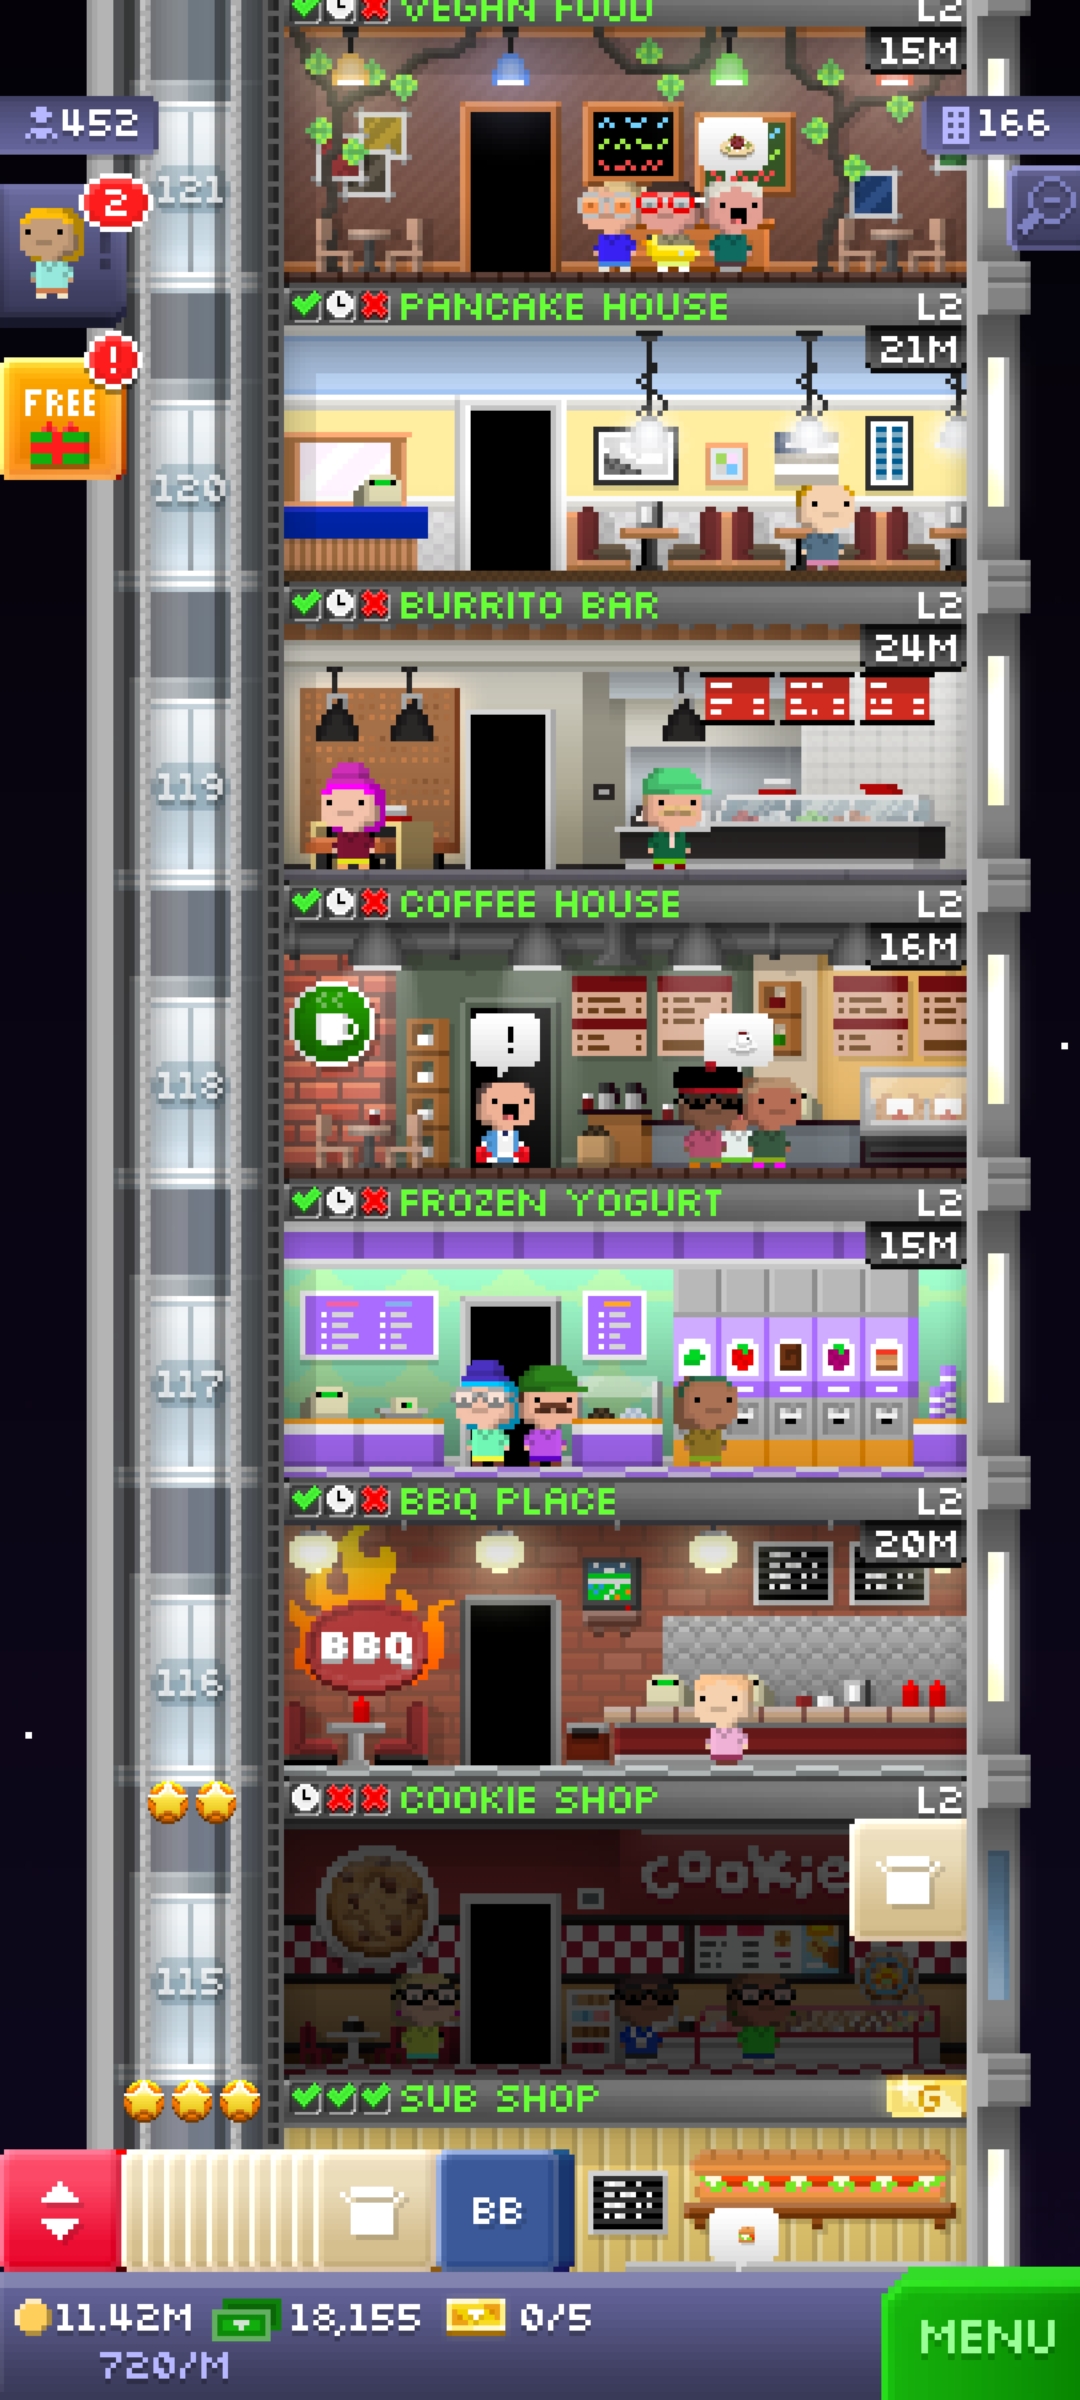 VEGAN FOOD L2
15M
452
166
121
2
PANCAKE HOUSE L2
21M
!
FREE
120
BURRITO BAR L2
24M
119
COFFEE HOUSE L2
16M
!
118
FROZEN YOGURT L2
15M
117
BBQ PLACE L2
20M
BBQ
116
COOKIE SHOP L2
cookie
115
SUB SHOP G
BB
11.42M 18,155 0/5
720/M
MENU